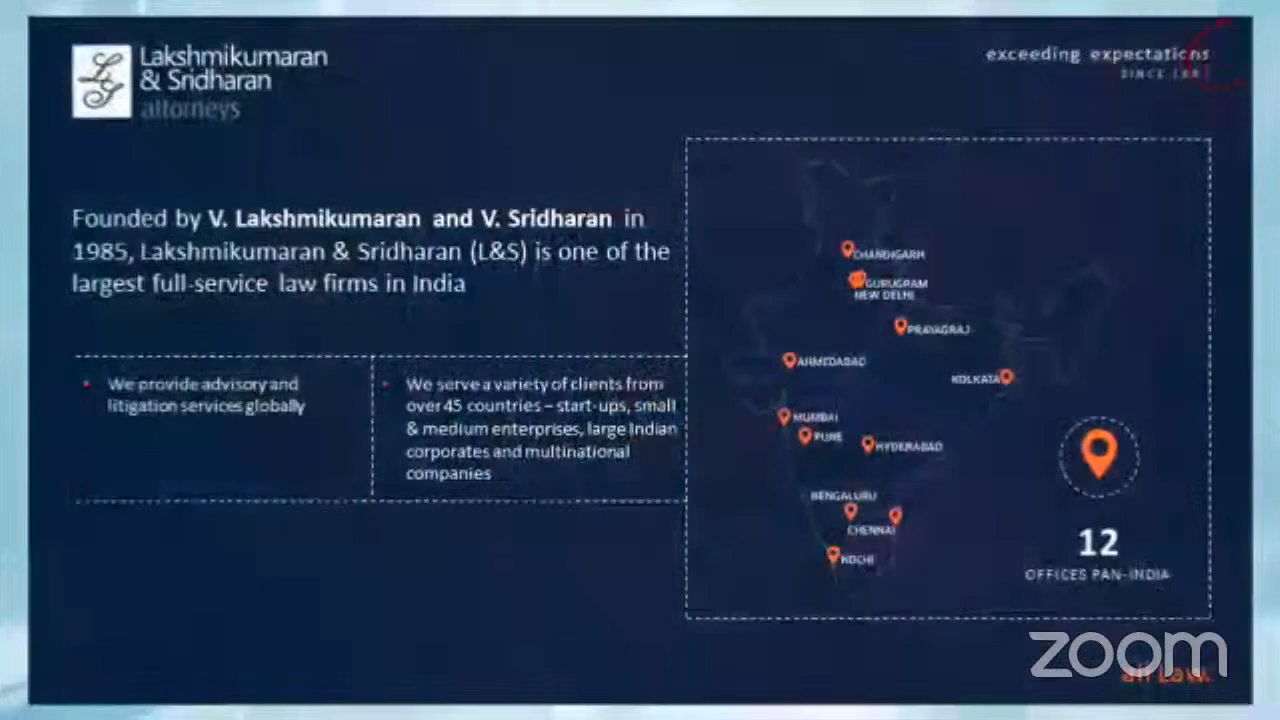 Lakshmikumaran
& Sridharan
attorneys
exceeding expectations
SINCE
Founded by V. Lakshmikumaran and V. Sridharan in
1985, Lakshmikumaran & Sridharan (L&S) is one of the
largest full-service law firms in India
We provide advisory and
litigation services globally
We serve a variety of clients from
over 45 countries – start-ups, small
& medium enterprises, large Indian
corporates and multinational
companies
CHANDIGARH
GURUGRAM
NEW DELHI
PRAYAGRAJ
AHMEDABAD
KOLKATA
MUMBAI
PUNE
HYDERABAD
BENGALURU
CHENNAI
KOCHI
12
OFFICES PAN-INDIA
zoom